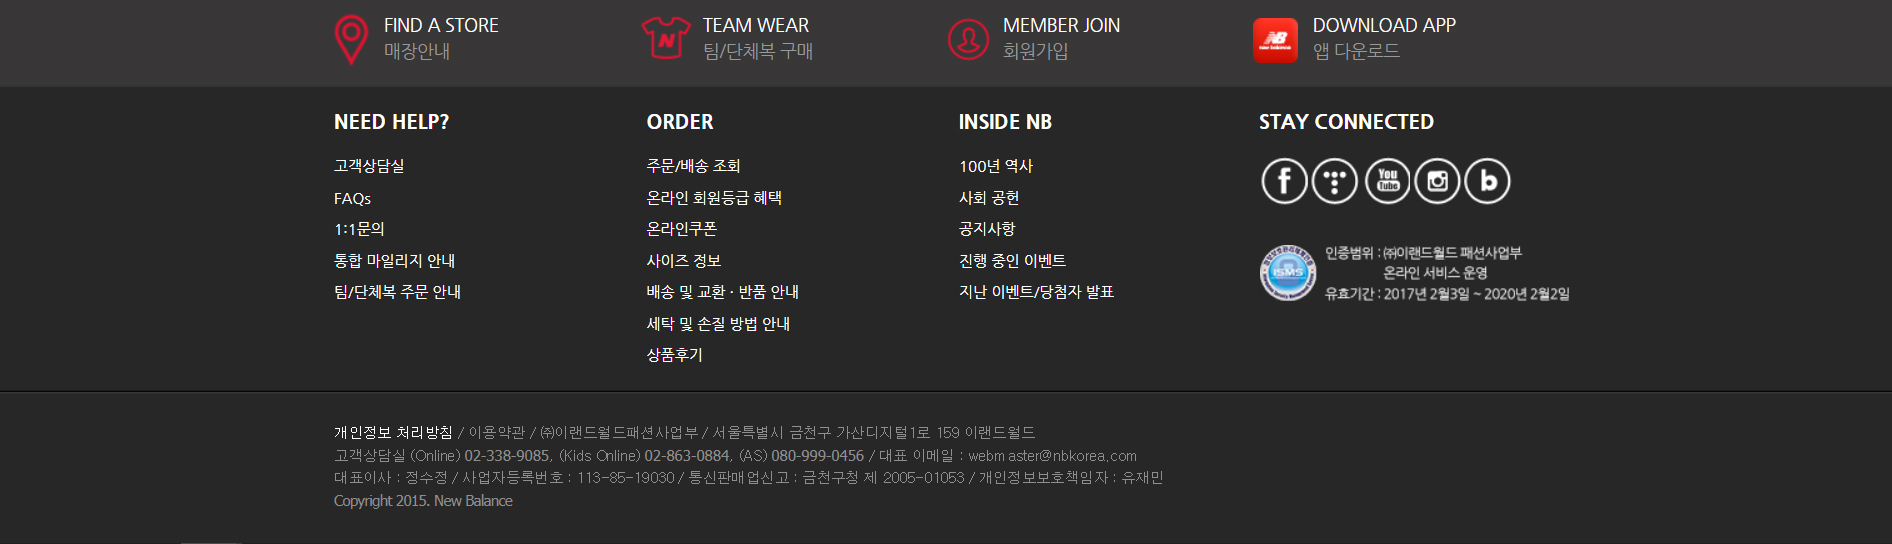 FIND A STORE
매장안내
TEAM WEAR
팀/단체복 구매
MEMBER JOIN
회원가입
DOWNLOAD APP
앱 다운로드
N
NB
new balance
NEED HELP?
고객상담실
FAQs
1:1문의
통합 마일리지 안내
팀/단체복 주문 안내
ORDER
주문/배송 조회
온라인 회원등급 혜택
온라인쿠폰
사이즈 정보
배송 및 교환 · 반품 안내
세탁 및 손질 방법 안내
상품후기
INSIDE NB
100년 역사
사회 공헌
공지사항
진행 중인 이벤트
지난 이벤트/당첨자 발표
STAY CONNECTED
f
You
Tube
b
ISMS
인증범위 : ㈜이랜드월드 패션사업부
온라인 서비스 운영
유효기간 : 2017년 2월3일 ~ 2020년 2월2일
개인정보 처리방침 / 이용약관 / ㈜이랜드월드패션사업부 / 서울특별시 금천구 가산디지털1로 159 이랜드월드
고객상담실 (Online) 02-338-9085, (Kids Online) 02-863-0884, (AS) 080-999-0456 / 대표 이메일 : webmaster@nbkorea.com
대표이사 : 정수정 / 사업자등록번호 : 113-85-19030 / 통신판매업신고 : 금천구청 제 2005-01053 / 개인정보보호책임자 : 유재민
Copyright 2015. New Balance